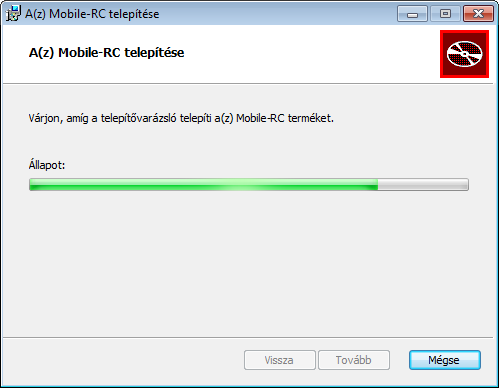 A(z) Mobile-RC telepítése
A(z) Mobile-RC telepítése
Várjon, amíg a telepítővarázsló telepíti a(z) Mobile-RC terméket.
Állapot:
Vissza
Tovább
Mégse